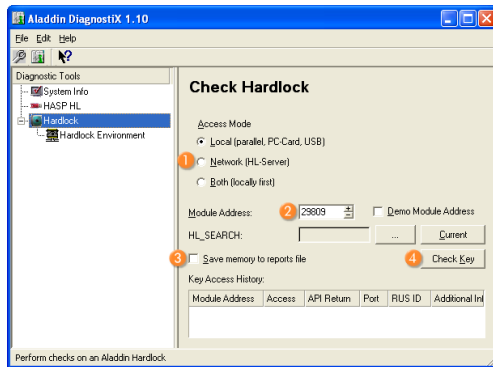 Aladdin DiagnostiX 1.10
File Edit Help
Diagnostic Tools
System Info
HASP HL
Hardlock
Hardlock Environment
Check Hardlock
Access Mode
Local (parallel, PC-Card, USB)
1 Network (HL-Server)
Both (locally first)
Module Address: 2 29809 Demo Module Address
HL_SEARCH: ... Current
3 Save memory to reports file 4 Check Key
Key Access History:
Module Address Access API Return Port RUS ID Additional Inf
Perform checks on an Aladdin Hardlock